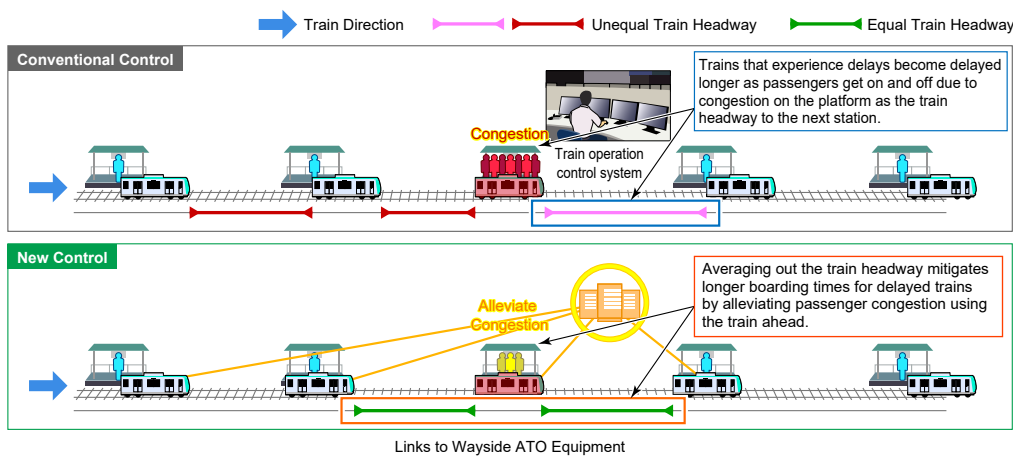 Train Direction
Unequal Train Headway
Equal Train Headway
Conventional Control
Trains that experience delays become delayed
longer as passengers get on and off due to
congestion on the platform as the train
headway to the next station.
Congestion
Train operation
control system
New Control
Averaging out the train headway mitigates
longer boarding times for delayed trains
by alleviating passenger congestion using
the train ahead.
Alleviate
Congestion
Links to Wayside ATO Equipment